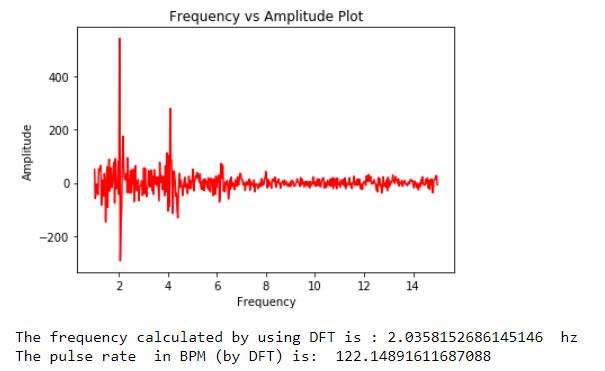 Frequency vs Amplitude Plot
400
200
0
−200
Amplitude
2
4
6
8
10
12
14
Frequency
The frequency calculated by using DFT is : 2.0358152686145146  hz
The pulse rate  in BPM (by DFT) is:  122.14891611687088